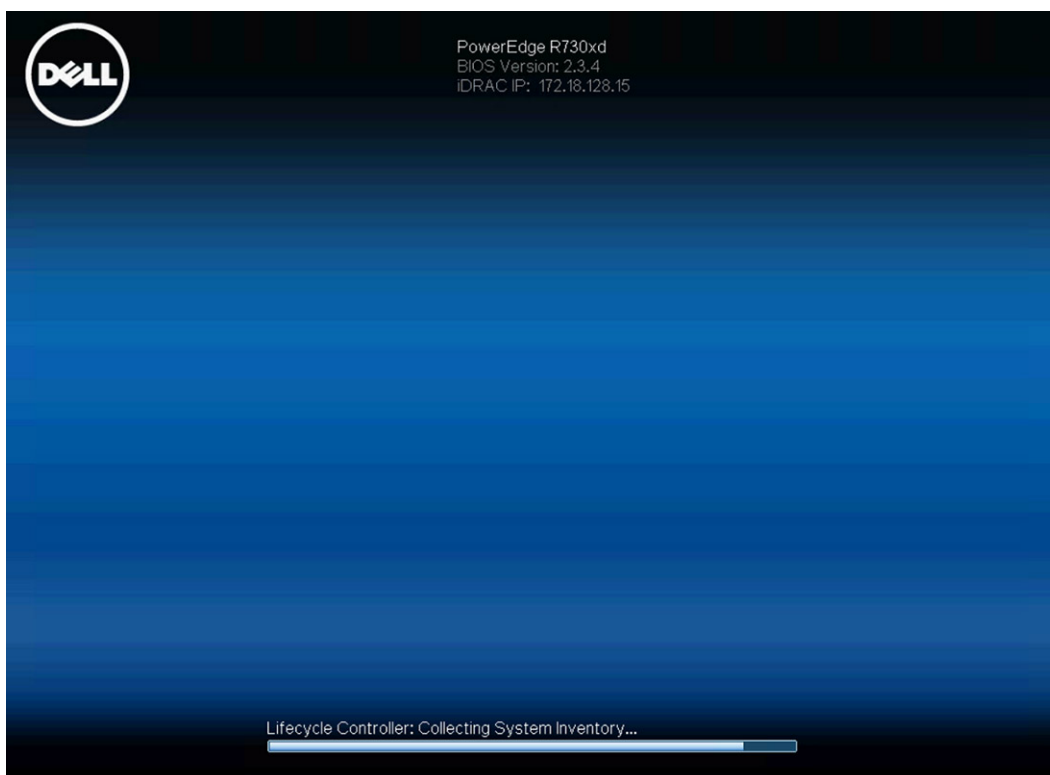 DELL
PowerEdge R730xd
BIOS Version: 2.3.4
iDRAC IP: 172.18.128.15
Lifecycle Controller: Collecting System Inventory...